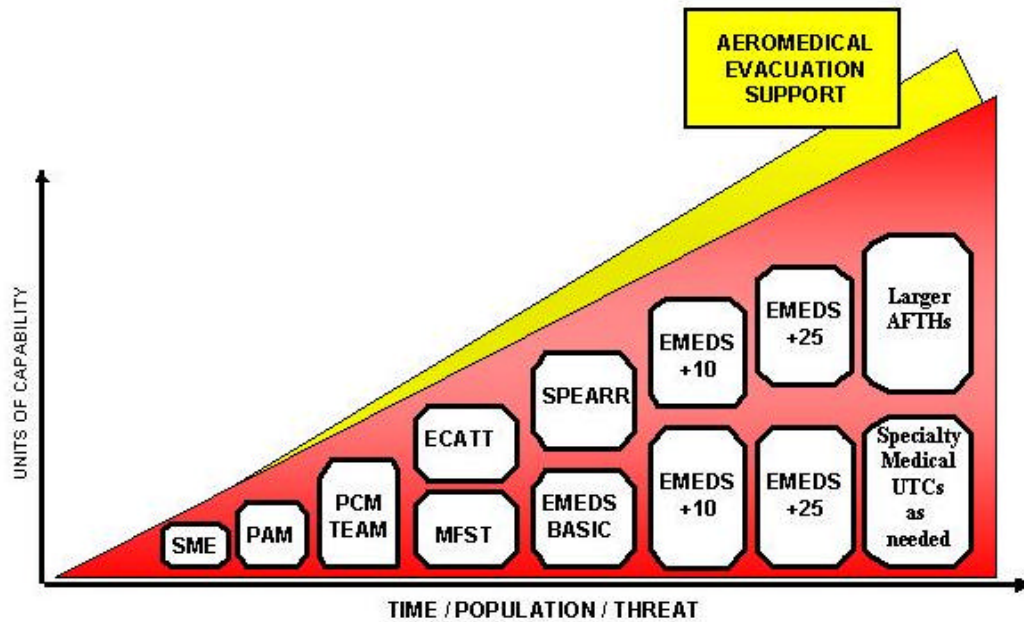 AEROMEDICAL
EVACUATION
SUPPORT
UNITS OF CAPABILITY
SME
PAM
PCM
TEAM
ECATT
MFST
SPEARR
EMEDS
BASIC
EMEDS
+10
EMEDS
+10
EMEDS
+25
EMEDS
+25
Larger
AFTHs
Specialty
Medical
UTCs
as
needed
TIME / POPULATION / THREAT